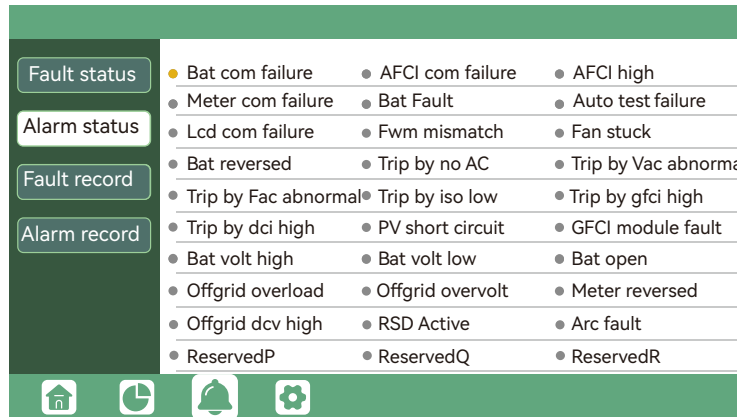 Fault status
Alarm status
Fault record
Alarm record
Bat com failure AFCI com failure AFCI high
Meter com failure Bat Fault Auto test failure
Lcd com failure Fwm mismatch Fan stuck
Bat reversed Trip by no AC Trip by Vac abnorma
Trip by Fac abnormal Trip by iso low Trip by gfci high
Trip by dci high PV short circuit GFCI module fault
Bat volt high Bat volt low Bat open
Offgrid overload Offgrid overvolt Meter reversed
Offgrid dcv high RSD Active Arc fault
ReservedP ReservedQ ReservedR